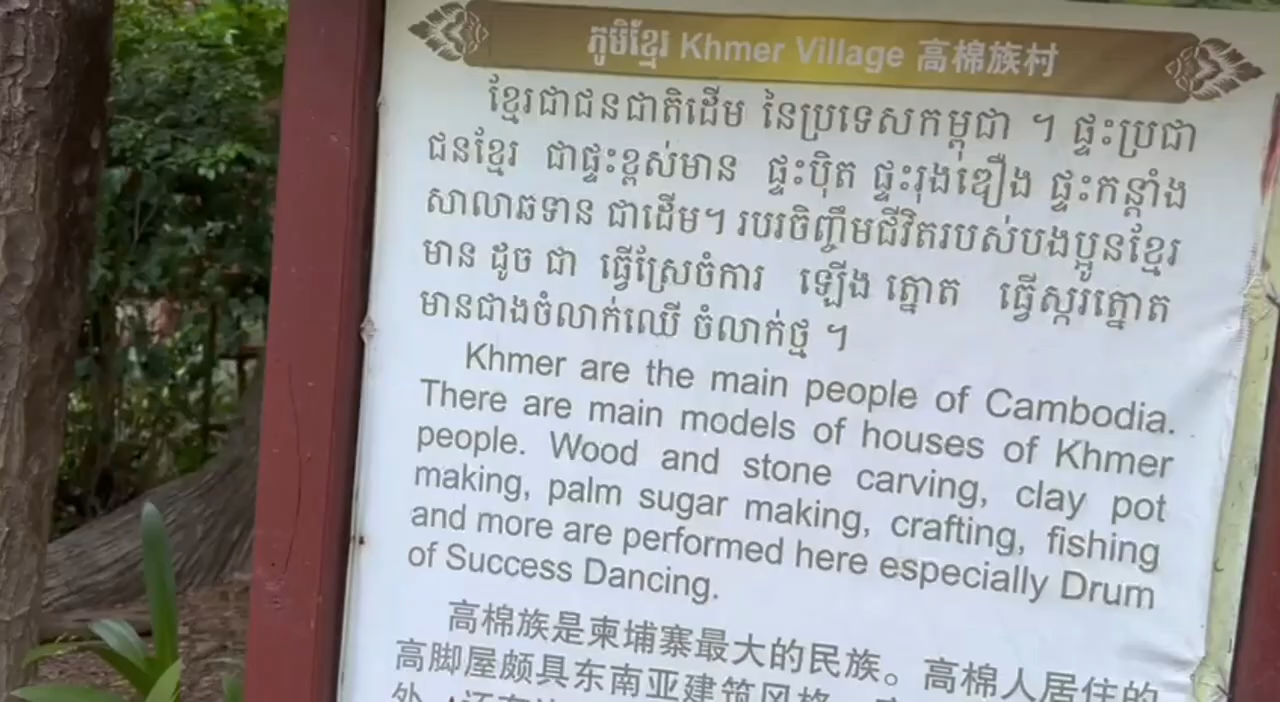 ភូមិខ្មែរ Khmer Village 高棉族村
ខ្មែរជាជនជាតិដើម នៃប្រទេសកម្ពុជា ។ ផ្ទះប្រជា
ជនខ្មែរ ជាផ្ទះខ្ពស់មាន ផ្ទះប៉ិត ផ្ទះរុងឌឿង ផ្ទះកន្តាំង
សាលាឆទាន ជាដើម។ របរចិញ្ចឹមជីវិតរបស់បងប្អូនខ្មែរ
មាន ដូច ជា ធ្វើស្រែចំការ ឡើង ត្នោត ធ្វើស្ករត្នោត
មានជាងចំលាក់ឈើ ចំលាក់ថ្ម ។
Khmer are the main people of Cambodia.
There are main models of houses of Khmer
people. Wood and stone carving, clay pot
making, palm sugar making, crafting, fishing
and more are performed here especially Drum
of Success Dancing.
高棉族是柬埔寨最大的民族。高棉人居住的
高脚屋颇具东南亚建筑风格